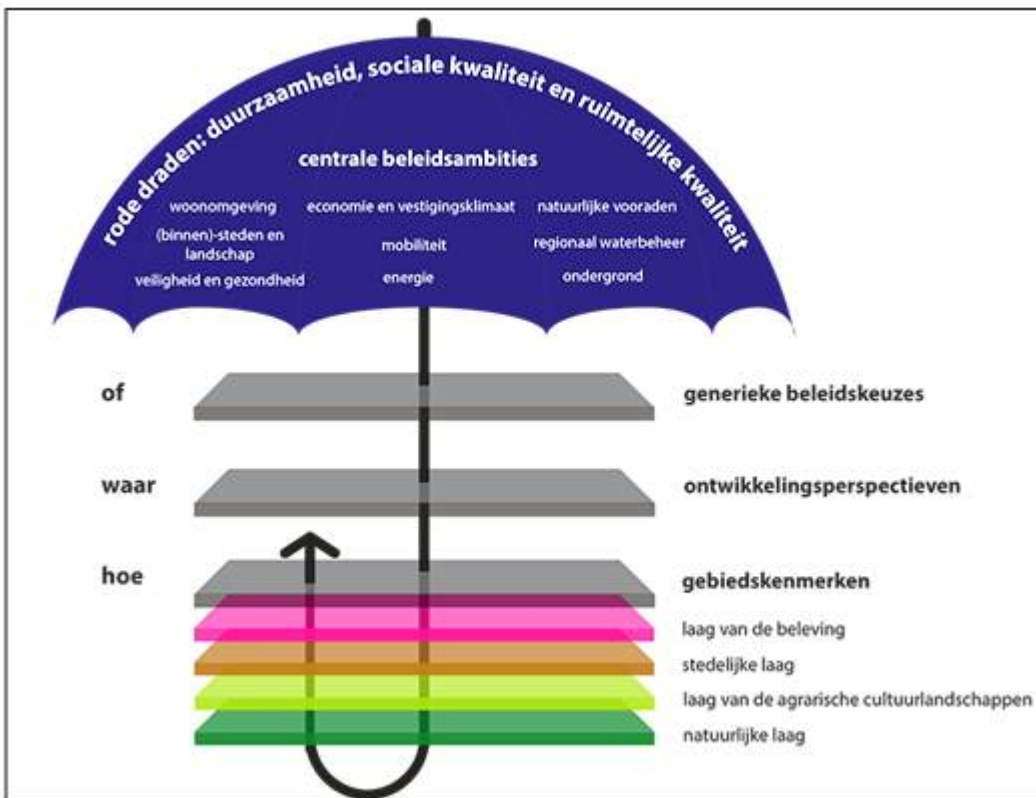 rode draden: duurzaamheid, sociale kwaliteit en ruimtelijke kwaliteit
centrale beleidsambities
woonomgeving
(binnen)-steden en
landschap
veiligheid en gezondheid
economie en vestigingsklimaat
mobiliteit
energie
natuurlijke vooraden
regionaal waterbeheer
ondergrond
of
generieke beleidskeuzes
waar
ontwikkelingsperspectieven
hoe
gebiedskenmerken
laag van de beleving
stedelijke laag
laag van de agrarische cultuurlandschappen
natuurlijke laag